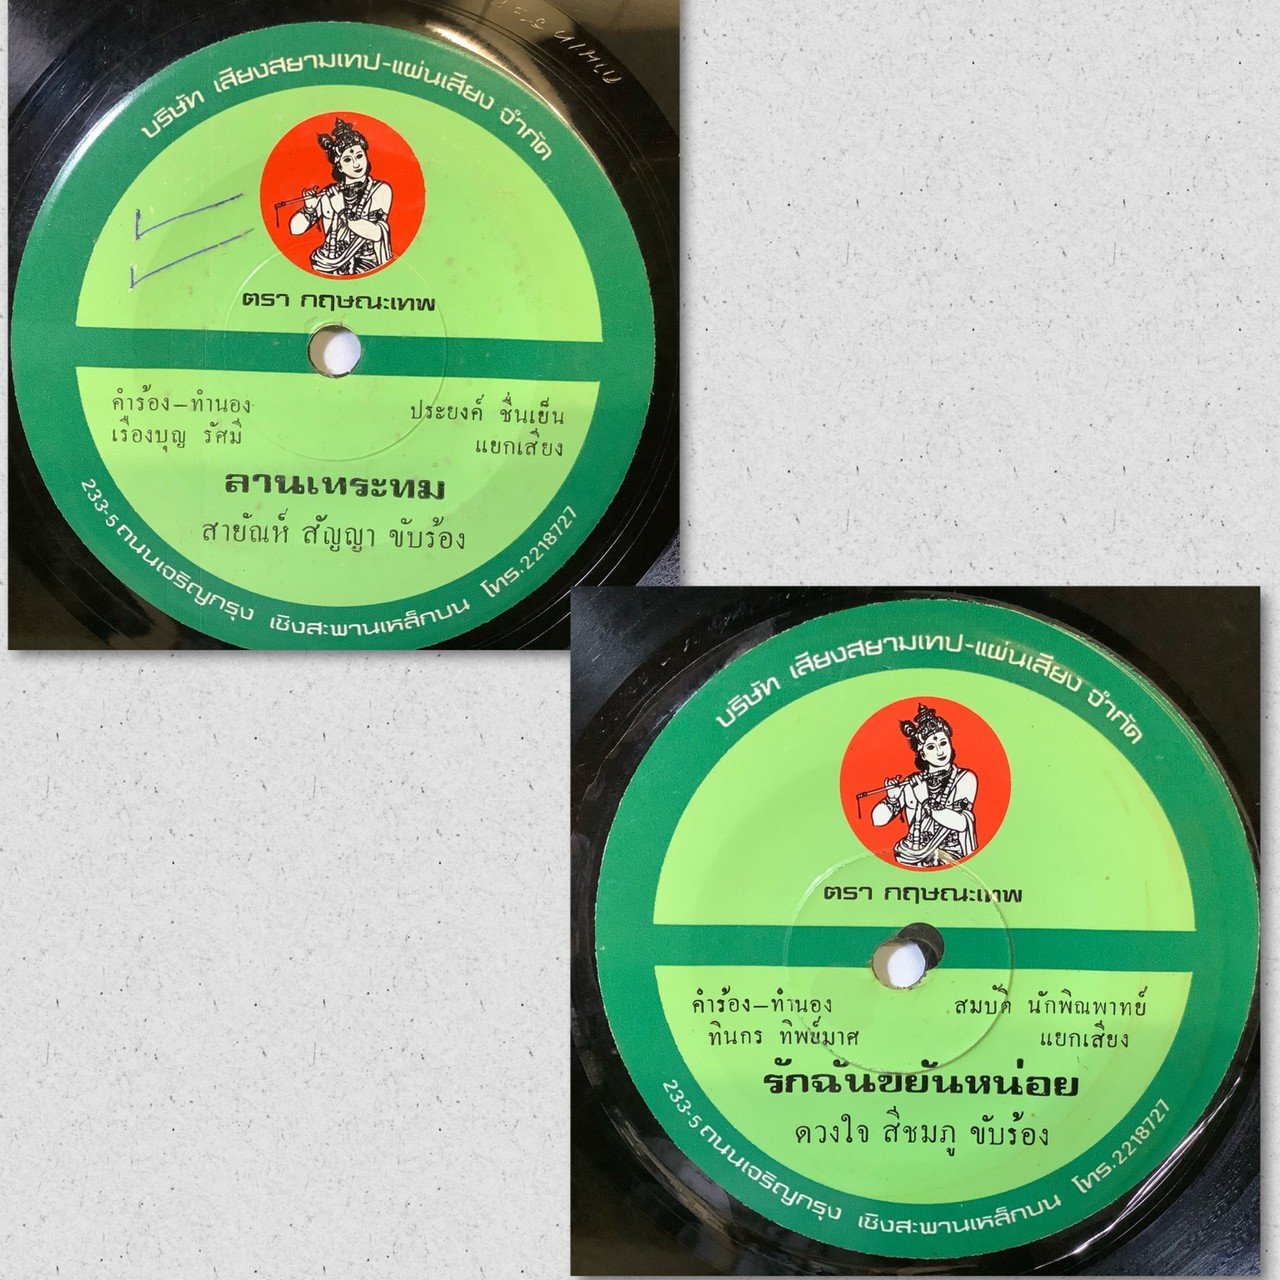 บริษัท เสียงสยามเทป-แผ่นเสียง จำกัด
ตรา กฤษณะเทพ
คำร้อง-ทำนอง
เรืองบุญ รัศมี
ประยงค์ ชื่นเย็น
แยกเสียง
ลานเทระทม
สายัณห์ สัญญา ขับร้อง
233-5 ถนนเจริญกรุง เชิงสะพานเหล็กบน โทร.2218727
บริษัท เสียงสยามเทป-แผ่นเสียง จำกัด
ตรา กฤษณะเทพ
คำร้อง-ทำนอง
ทินกร ทิพย์มาศ
สมบัติ นักพิณพาทย์
แยกเสียง
รักฉันขยันหน่อย
ดวงใจ สีชมภู ขับร้อง
233-5 ถนนเจริญกรุง เชิงสะพานเหล็กบน โทร.2218727